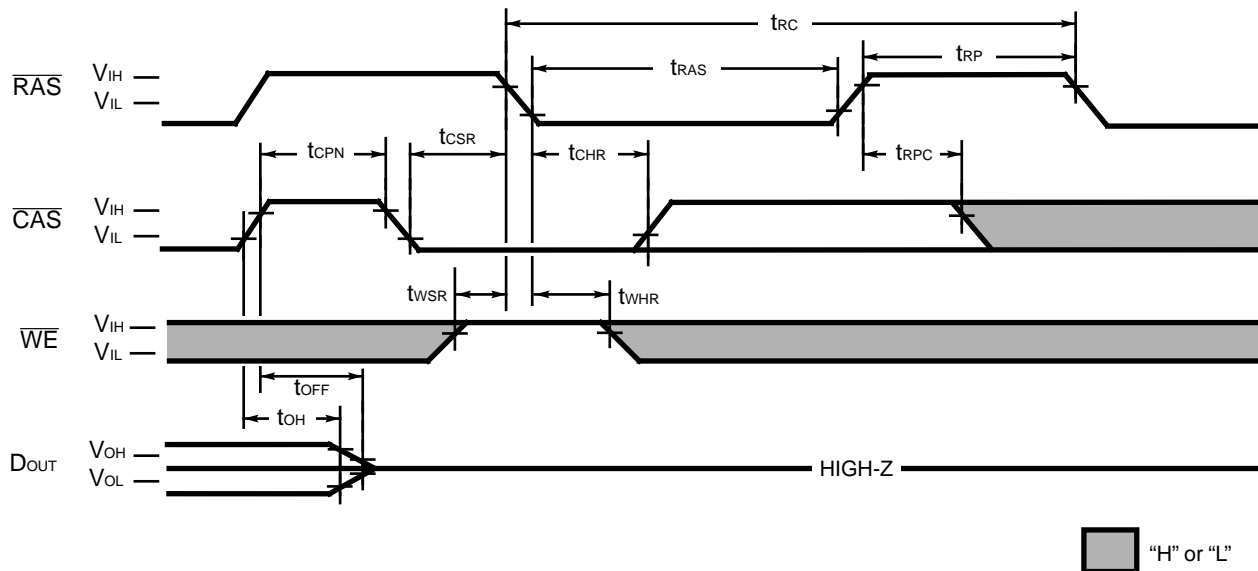 tRC
tRAS
tRP
RAS
VIH
VIL
tCPN
tCSR
tCHR
tRPC
CAS
VIH
VIL
tWSR
tWHR
WE
VIH
VIL
tOFF
tOH
DOUT
VOH
VOL
HIGH-Z
“H” or “L”